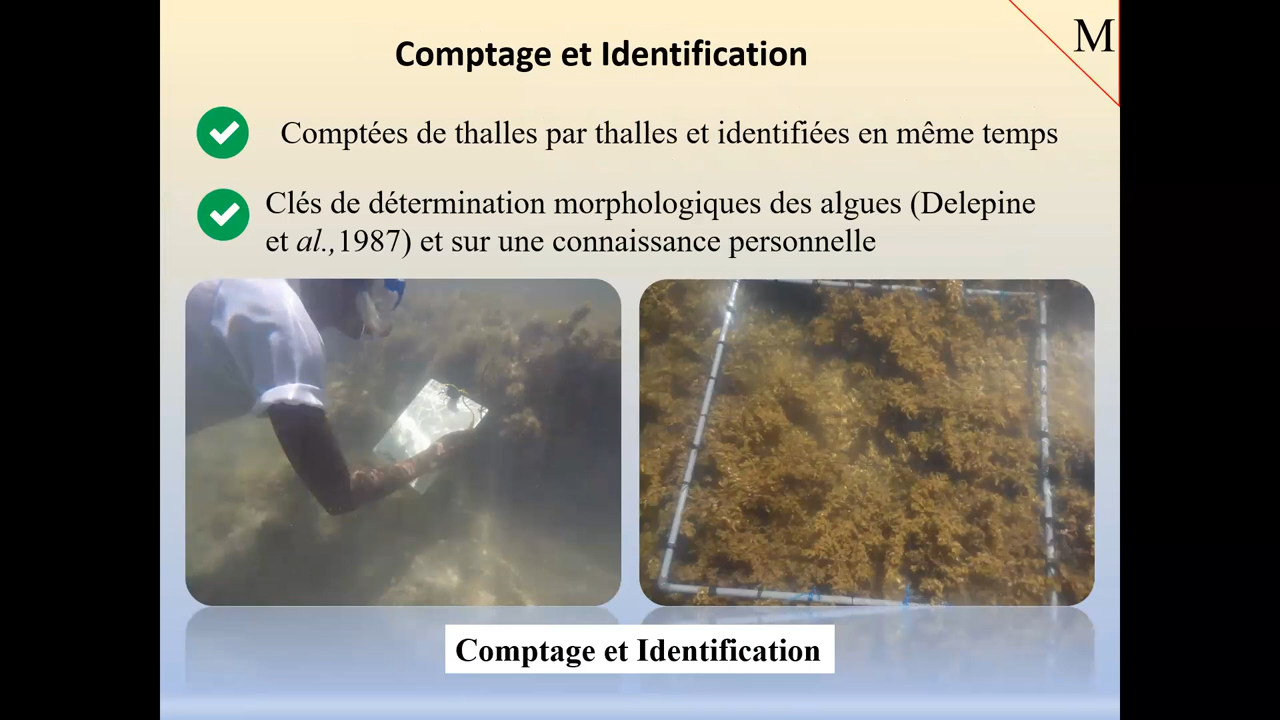 Comptage et Identification
M
Comptées de thalles par thalles et identifiées en même temps
Clés de détermination morphologiques des algues (Delepine
et al.,1987) et sur une connaissance personnelle
Comptage et Identification